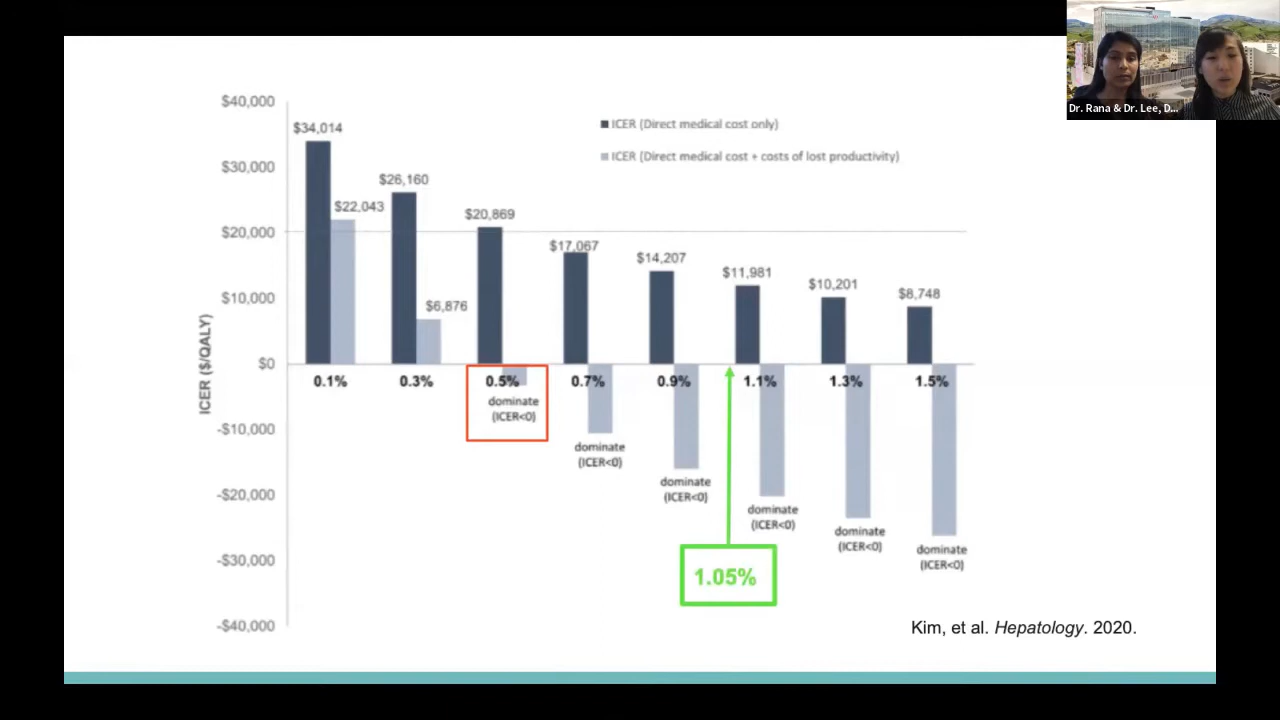 Dr. Rana & Dr. Lee, D...
$40,000
$30,000
$20,000
$10,000
$0
-$10,000
-$20,000
-$30,000
-$40,000
ICER ($/QALY)
ICER (Direct medical cost only)
ICER (Direct medical cost + costs of lost productivity)
$34,014
$22,043
$26,160
$6,876
$20,869
$17,067
$14,207
$11,981
$10,201
$8,748
0.1%
0.3%
0.5%
0.7%
0.9%
1.1%
1.3%
1.5%
dominate
(ICER<0)
dominate
(ICER<0)
dominate
(ICER<0)
dominate
(ICER<0)
dominate
(ICER<0)
dominate
(ICER<0)
1.05%
Kim, et al. Hepatology. 2020.